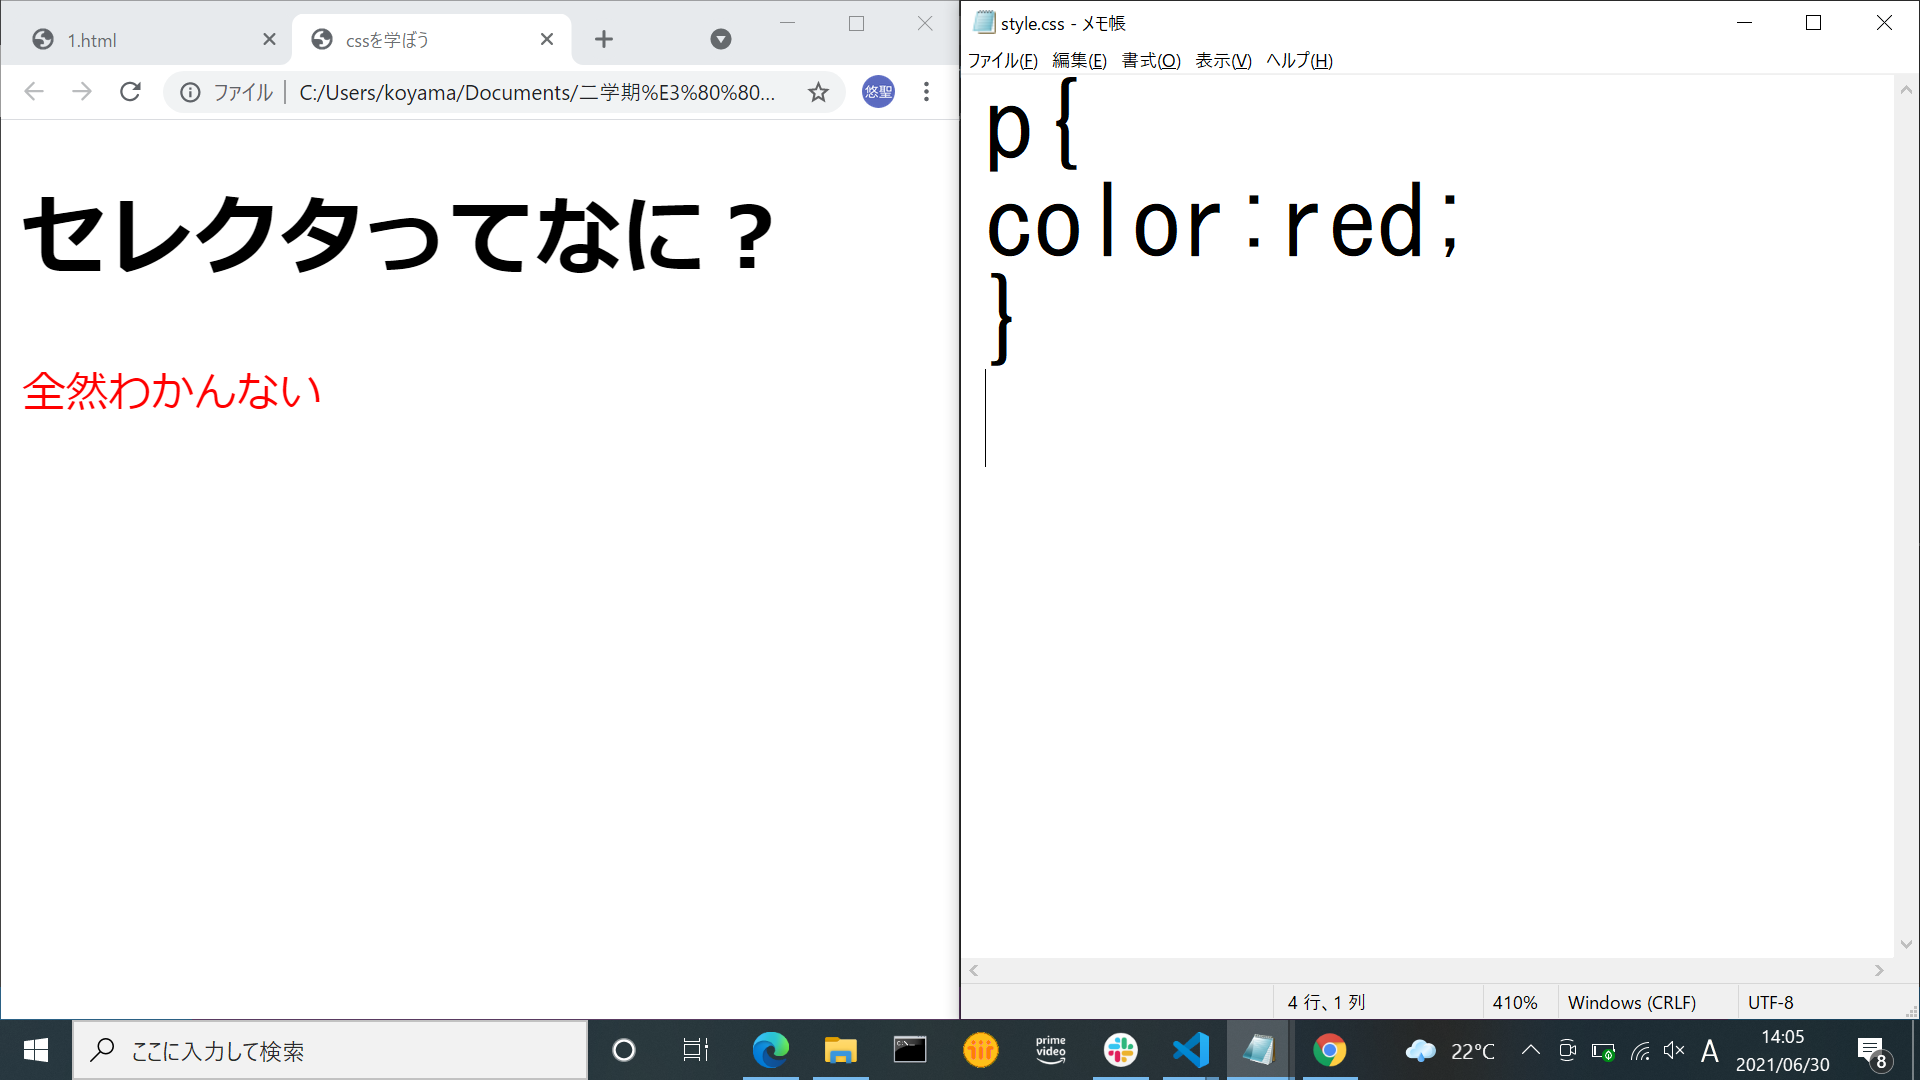 1.html
cssを学ぼう
ファイル
C:/Users/koyama/Documents/二学期%E3%80%80...
悠聖
セレクタってなに？
全然わかんない
style.css - メモ帳
ファイル(F) 編集(E) 書式(O) 表示(V) ヘルプ(H)
p{
color:red;
}
4 行、1 列
410%
Windows (CRLF)
UTF-8
ここに入力して検索
prime video
22°C
A
14:05
2021/06/30
8